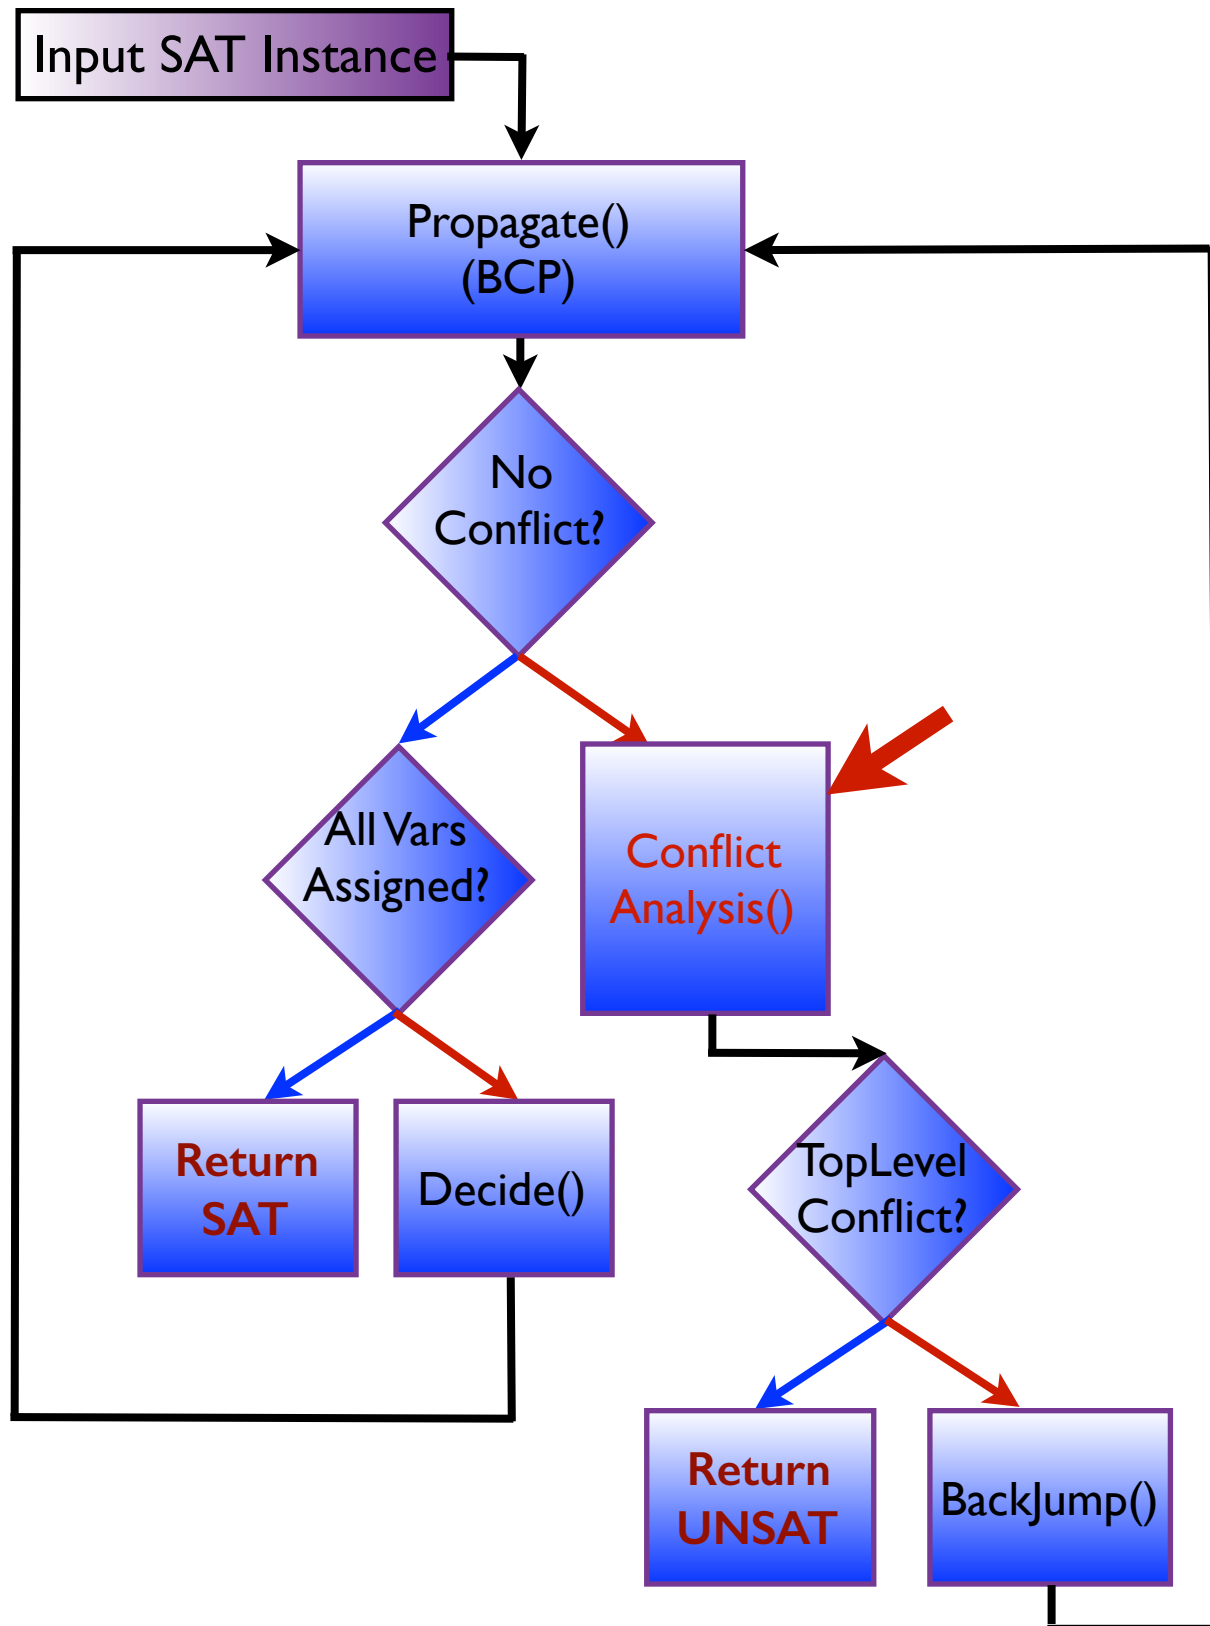 Input SAT Instance
Propagate()
(BCP)
No
Conflict?
All Vars
Assigned?
Conflict
Analysis()
Return
SAT
Decide()
TopLevel
Conflict?
Return
UNSAT
BackJump()